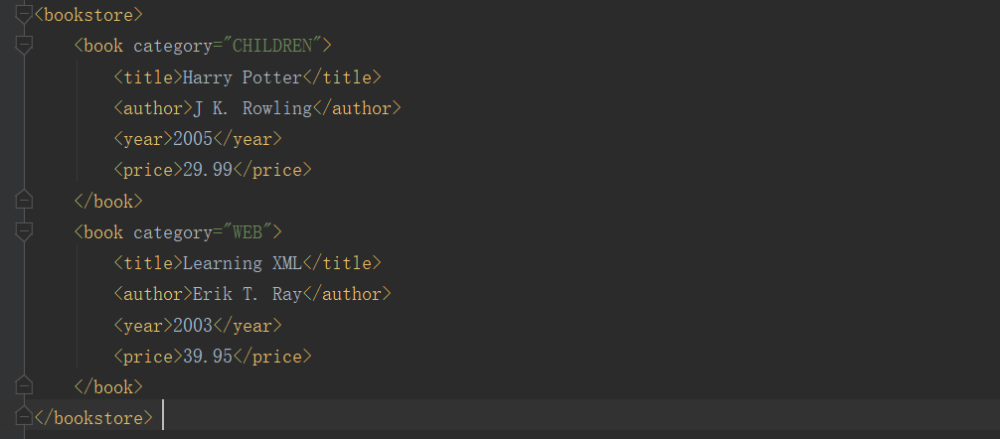 <bookstore>
<book category="CHILDREN">
<title>Harry Potter</title>
<author>J K. Rowling</author>
<year>2005</year>
<price>29.99</price>
</book>
<book category="WEB">
<title>Learning XML</title>
<author>Erik T. Ray</author>
<year>2003</year>
<price>39.95</price>
</book>
</bookstore>